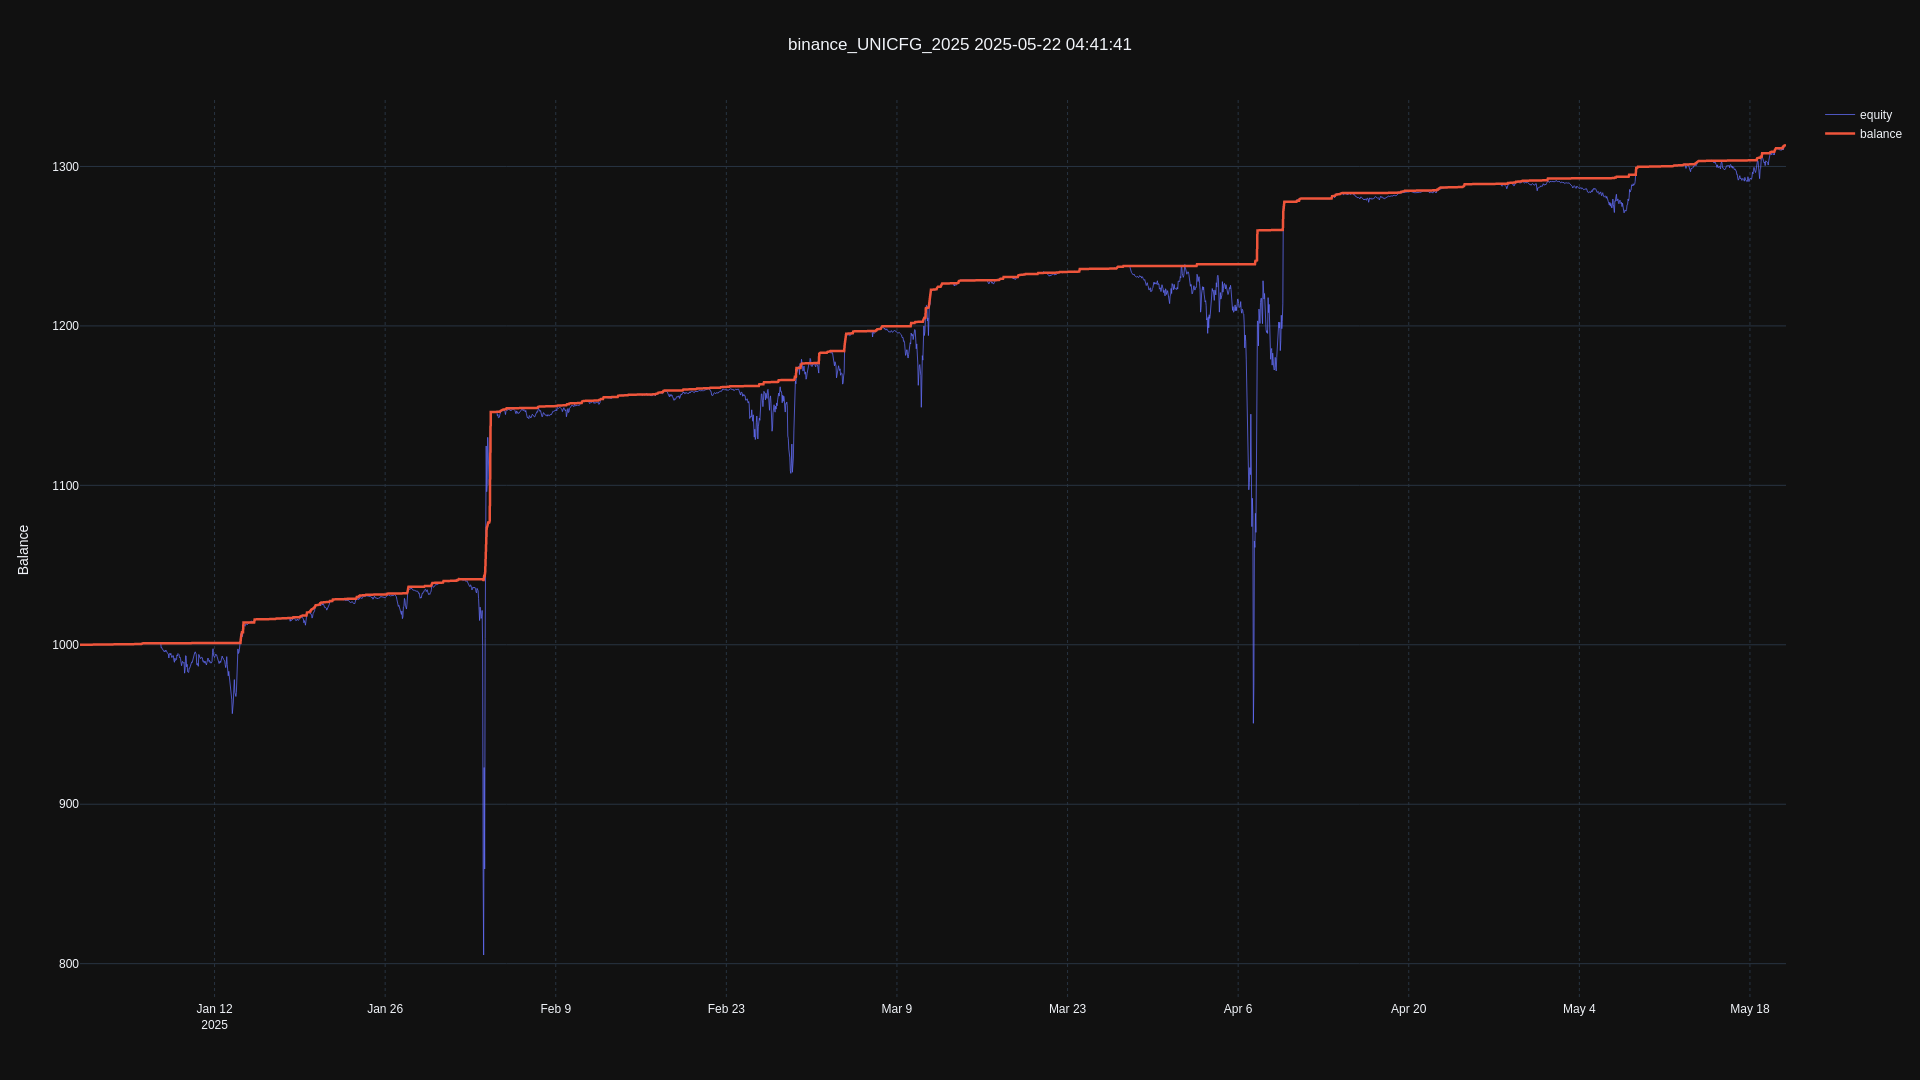 binance_UNICFG_2025 2025-05-22 04:41:41
equity
balance
1300
1200
1100
1000
900
800
Balance
Jan 12
2025
Jan 26
Feb 9
Feb 23
Mar 9
Mar 23
Apr 6
Apr 20
May 4
May 18